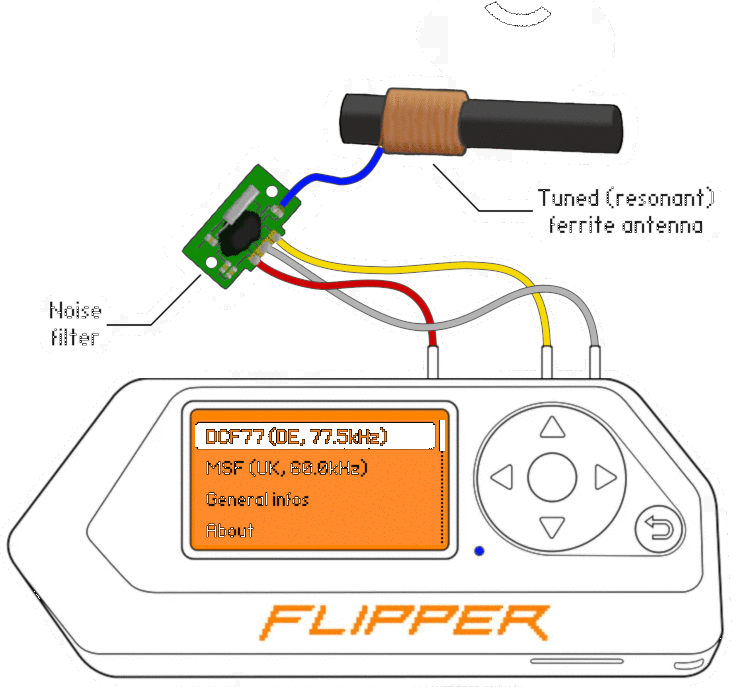 Tuned (resonant)
ferrite antenna
Noise
filter
DCF77 (DE, 77.5kHz)
MSF (UK, 60.0kHz)
General infos
About
FLIPPER